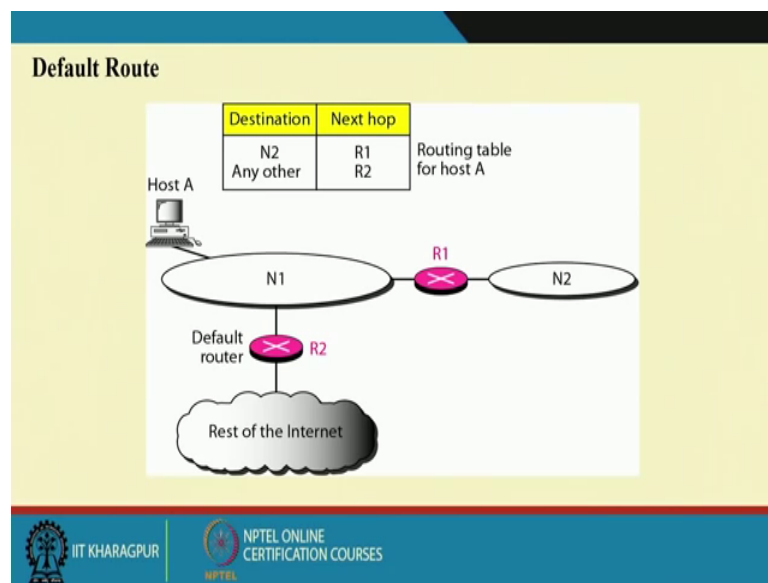 Default Route
Destination Next hop
N2 R1
Any other R2
Routing table
for host A
Host A
R1
N1
N2
Default
router
R2
Rest of the Internet
IIT KHARAGPUR
NPTEL
NPTEL ONLINE
CERTIFICATION COURSES